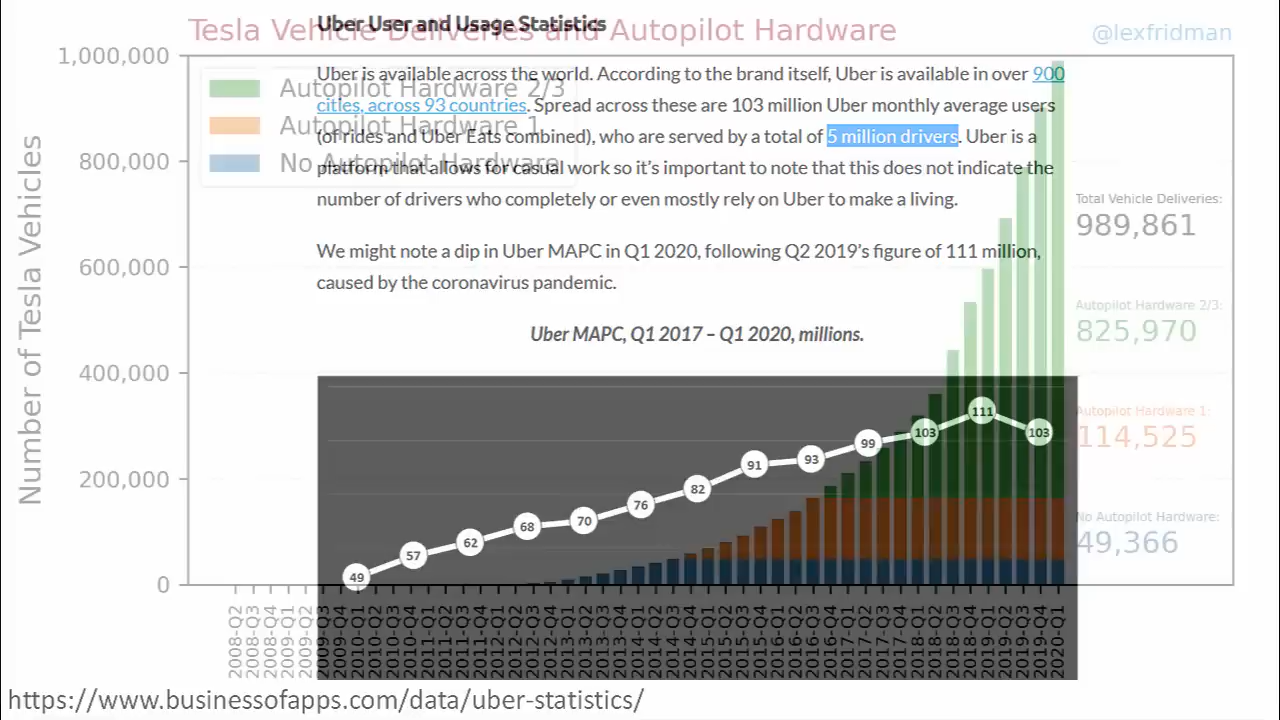 Uber User and Usage Statistics
Tesla Vehicle Deliveries and Autopilot Hardware
@lexfridman
Uber is available across the world. According to the brand itself, Uber is available in over 900
cities, across 93 countries. Spread across these are 103 million Uber monthly average users
(of rides and Uber Eats combined), who are served by a total of 5 million drivers. Uber is a
platform that allows for casual work so it's important to note that this does not indicate the
number of drivers who completely or even mostly rely on Uber to make a living.
We might note a dip in Uber MAPC in Q1 2020, following Q2 2019's figure of 111 million,
caused by the coronavirus pandemic.
Uber MAPC, Q1 2017 – Q1 2020, millions.
Autopilot Hardware 2/3
Autopilot Hardware 1
No Autopilot Hardware
Number of Tesla Vehicles
1,000,000
800,000
600,000
400,000
200,000
0
Total Vehicle Deliveries:
989,861
Autopilot Hardware 2/3:
825,970
Autopilot Hardware 1:
114,525
No Autopilot Hardware:
49,366
49
57
62
68
70
76
82
91
93
99
103
111
103
2008-Q2
2008-Q3
2008-Q4
2009-Q1
2009-Q2
2009-Q3
2009-Q4
2010-Q1
2010-Q2
2010-Q3
2010-Q4
2011-Q1
2011-Q2
2011-Q3
2011-Q4
2012-Q1
2012-Q2
2012-Q3
2012-Q4
2013-Q1
2013-Q2
2013-Q3
2013-Q4
2014-Q1
2014-Q2
2014-Q3
2014-Q4
2015-Q1
2015-Q2
2015-Q3
2015-Q4
2016-Q1
2016-Q2
2016-Q3
2016-Q4
2017-Q1
2017-Q2
2017-Q3
2017-Q4
2018-Q1
2018-Q2
2018-Q3
2018-Q4
2019-Q1
2019-Q2
2019-Q3
2019-Q4
2020-Q1
https://www.businessofapps.com/data/uber-statistics/